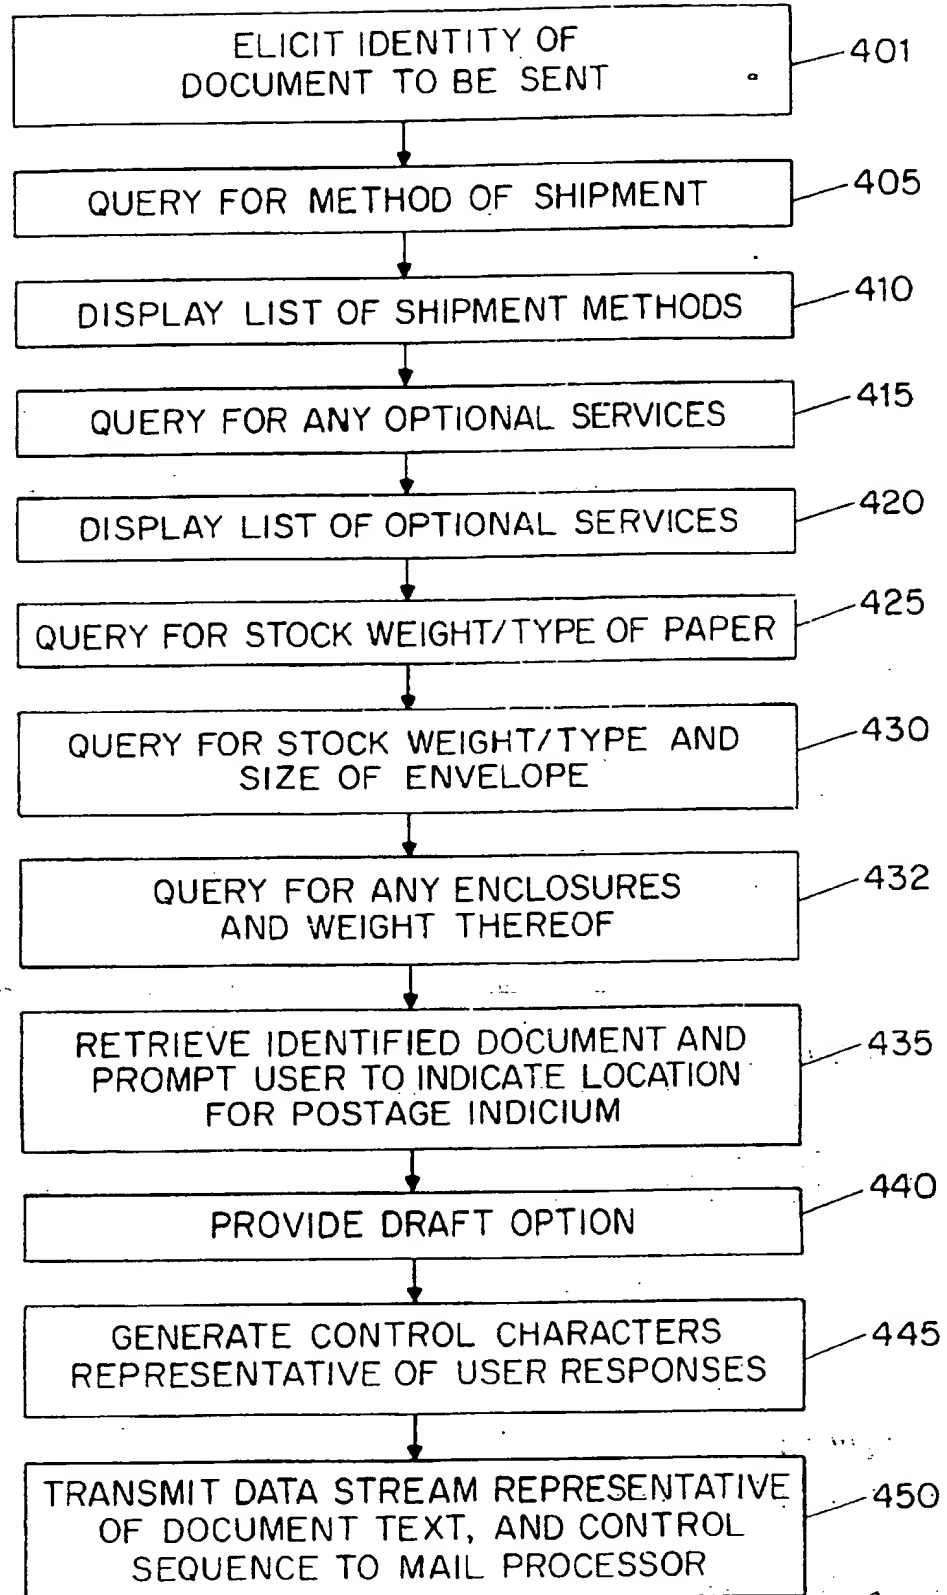 ELICIT IDENTITY OF
DOCUMENT TO BE SENT
401
QUERY FOR METHOD OF SHIPMENT
405
DISPLAY LIST OF SHIPMENT METHODS
410
QUERY FOR ANY OPTIONAL SERVICES
415
DISPLAY LIST OF OPTIONAL SERVICES
420
QUERY FOR STOCK WEIGHT/TYPE OF PAPER
425
QUERY FOR STOCK WEIGHT/TYPE AND
SIZE OF ENVELOPE
430
QUERY FOR ANY ENCLOSURES
AND WEIGHT THEREOF
432
RETRIEVE IDENTIFIED DOCUMENT AND
PROMPT USER TO INDICATE LOCATION
FOR POSTAGE INDICIUM
435
PROVIDE DRAFT OPTION
440
GENERATE CONTROL CHARACTERS
REPRESENTATIVE OF USER RESPONSES
445
TRANSMIT DATA STREAM REPRESENTATIVE
OF DOCUMENT TEXT, AND CONTROL
SEQUENCE TO MAIL PROCESSOR
450